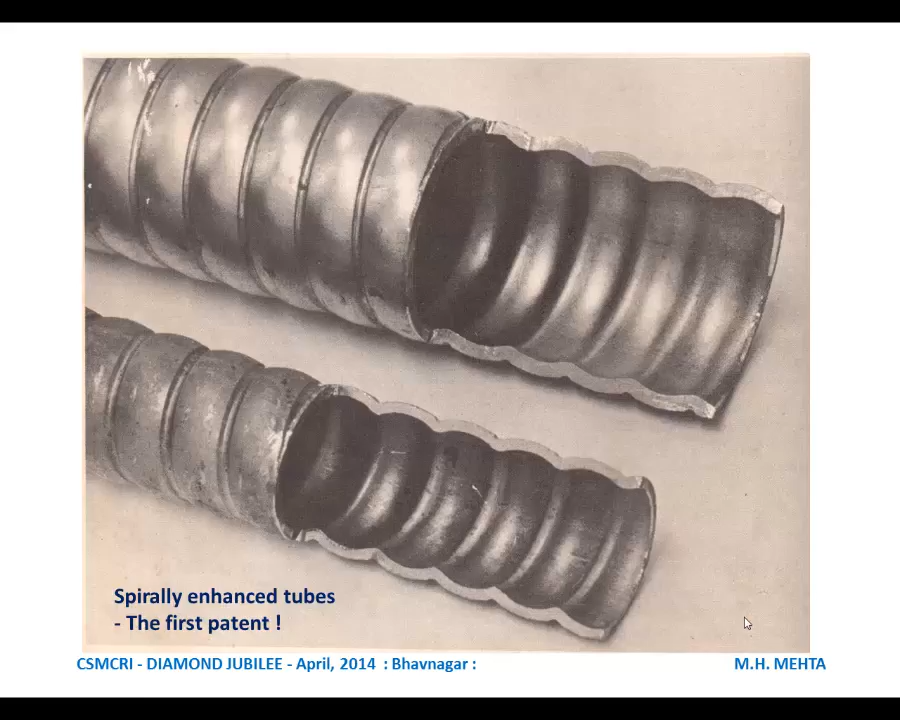 Spirally enhanced tubes
- The first patent !
CSMCRI - DIAMOND JUBILEE - April, 2014 : Bhavnagar : M.H. MEHTA